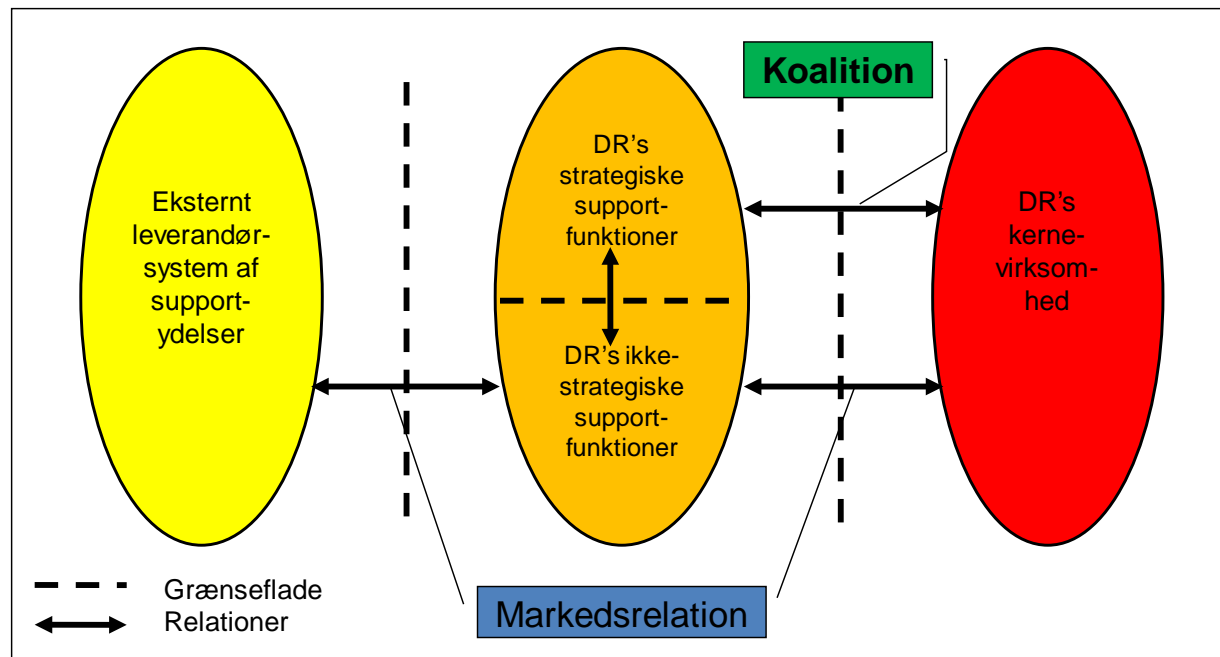 Koalition
Eksternt
leverandør-
system af
support-
ydelser
DR's
strategiske
support-
funktioner
DR's ikke-
strategiske
support-
funktioner
DR's
kerne-
virksom-
hed
Grænseflade
Relationer
Markedsrelation